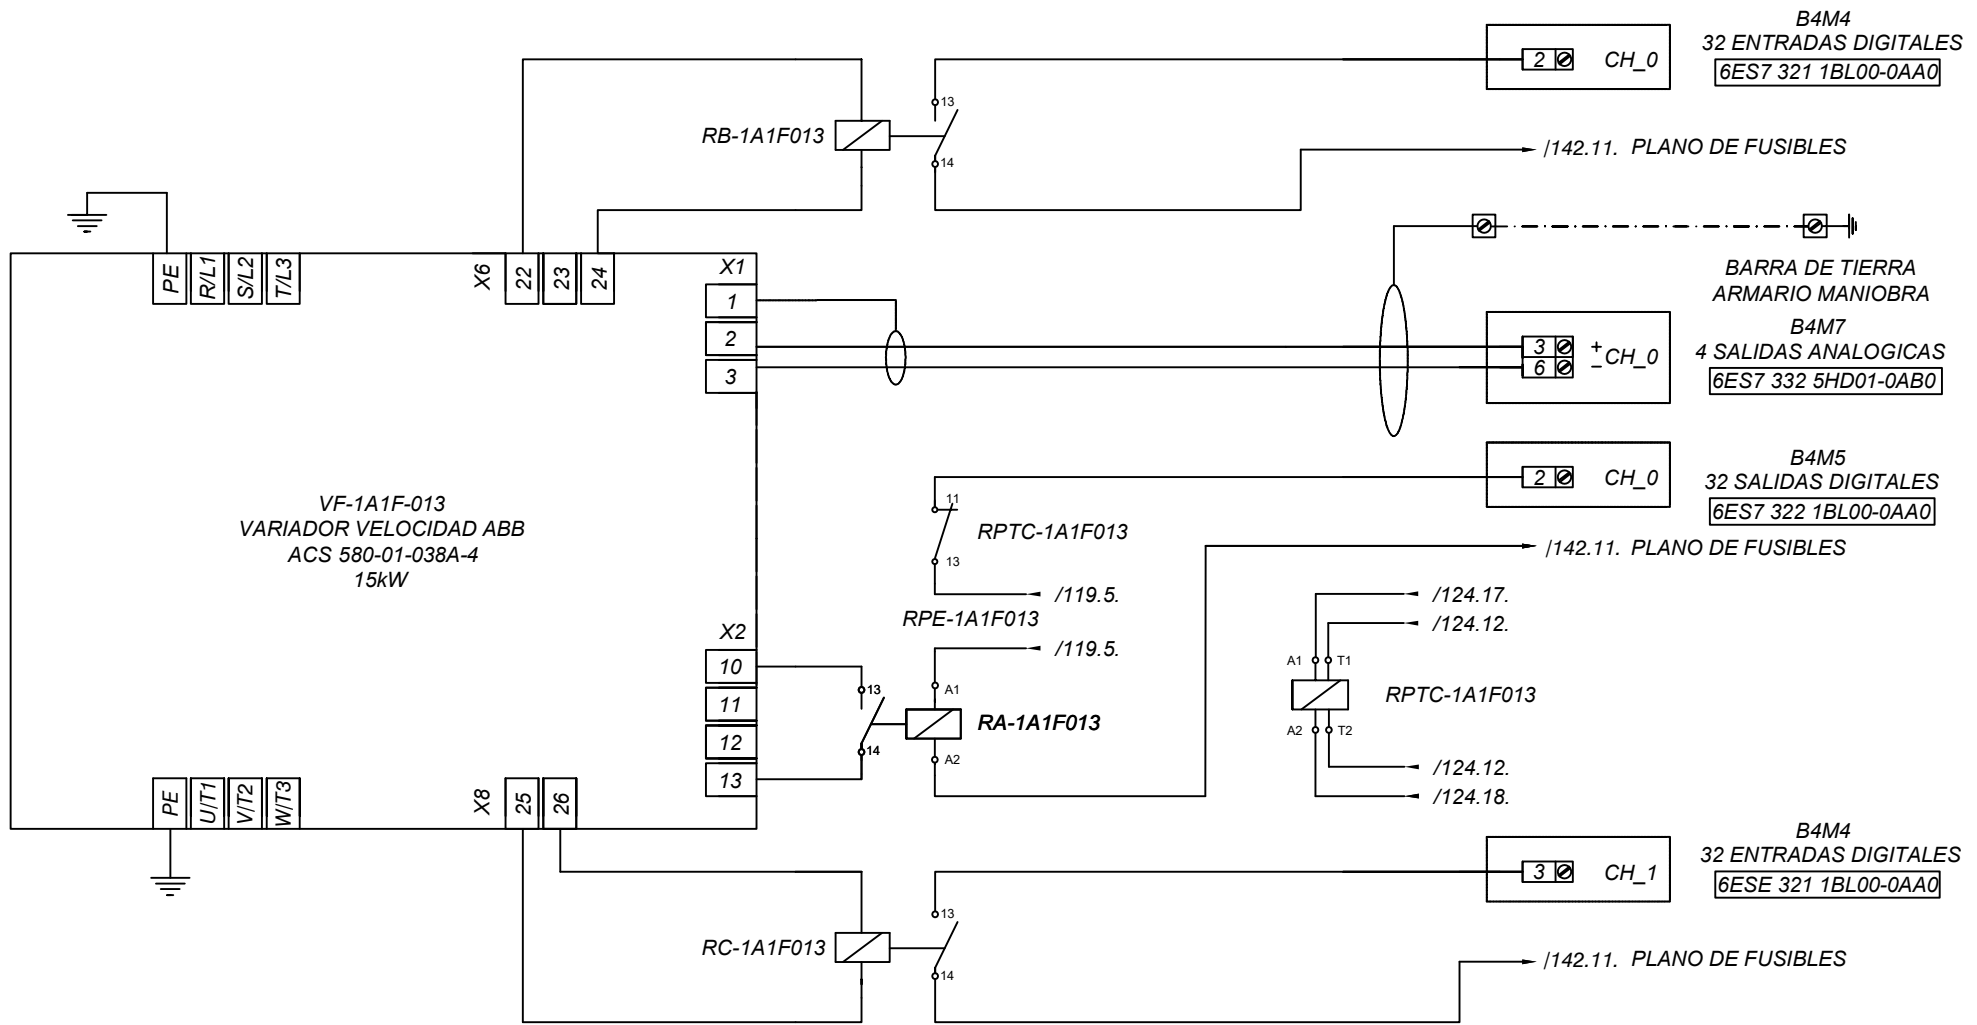 B4M4
32 ENTRADAS DIGITALES
6ES7 321 1BL00-0AA0
2 CH_0
13
RB-1A1F013
14
/142.11. PLANO DE FUSIBLES
BARRA DE TIERRA
ARMARIO MANIOBRA
PE R/L1 S/L2 T/L3
X6 22 23 24
X1
1
2
3
B4M7
4 SALIDAS ANALOGICAS
6ES7 332 5HD01-0AB0
3 + CH_0
6 −
B4M5
32 SALIDAS DIGITALES
6ES7 322 1BL00-0AA0
2 CH_0
VF-1A1F-013
VARIADOR VELOCIDAD ABB
ACS 580-01-038A-4
15kW
11
RPTC-1A1F013
13
/142.11. PLANO DE FUSIBLES
/119.5.
RPE-1A1F013
/119.5.
/124.17.
/124.12.
X2
10
11
12
13
13
14
A1
RA-1A1F013
A2
A1 T1
RPTC-1A1F013
A2 T2
/124.12.
/124.18.
PE U/T1 V/T2 W/T3
X8 25 26
B4M4
32 ENTRADAS DIGITALES
6ESE 321 1BL00-0AA0
3 CH_1
13
RC-1A1F013
14
/142.11. PLANO DE FUSIBLES